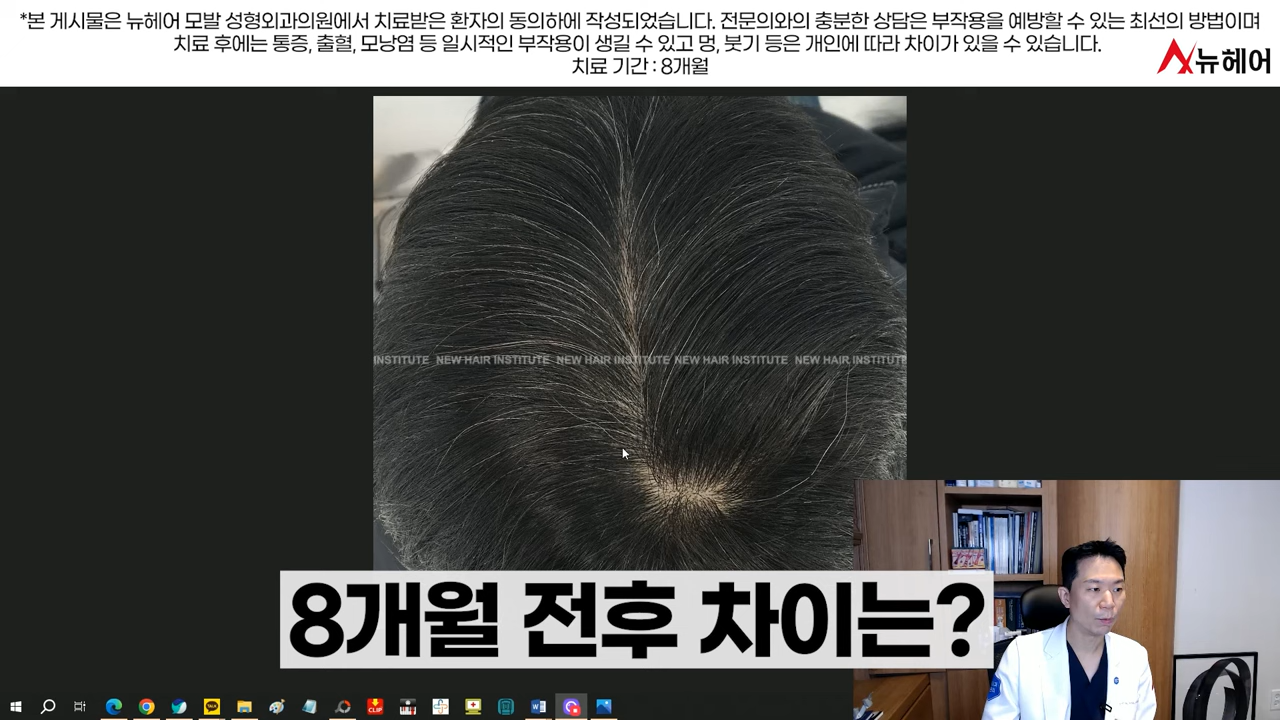 *본 게시물은 뉴헤어 모발 성형외과의원에서 치료받은 환자의 동의하에 작성되었습니다. 전문의와의 충분한 상담은 부작용을 예방할 수 있는 최선의 방법이며
치료 후에는 통증, 출혈, 모낭염 등 일시적인 부작용이 생길 수 있고 멍, 붓기 등은 개인에 따라 차이가 있을 수 있습니다.
치료 기간 : 8개월
뉴헤어
INSTITUTE NEW HAIR INSTITUTE NEW HAIR INSTITUTE NEW HAIR INSTITUTE NEW HAIR INSTITUTE
8개월 전후 차이는?
CLIP